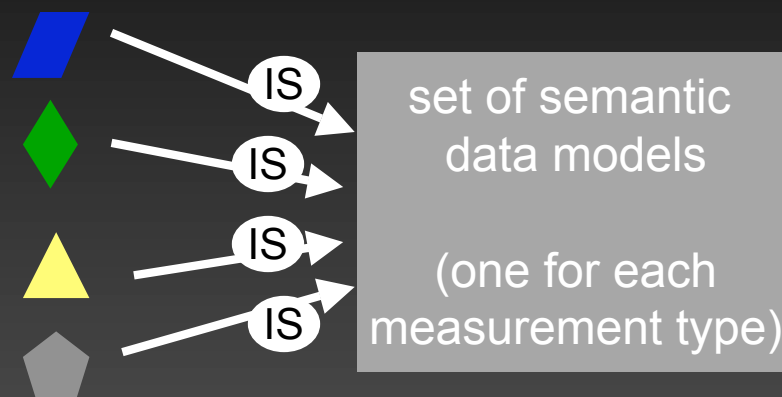 IS
set of semantic
data models
IS
IS
(one for each
measurement type)
IS